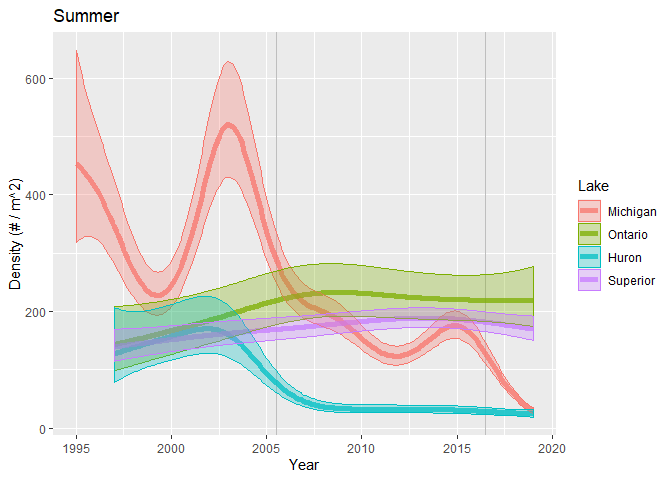 Summer
Density (# / m^2)
600
400
200
0
1995
2000
2005
2010
2015
2020
Year
Lake
Michigan
Ontario
Huron
Superior